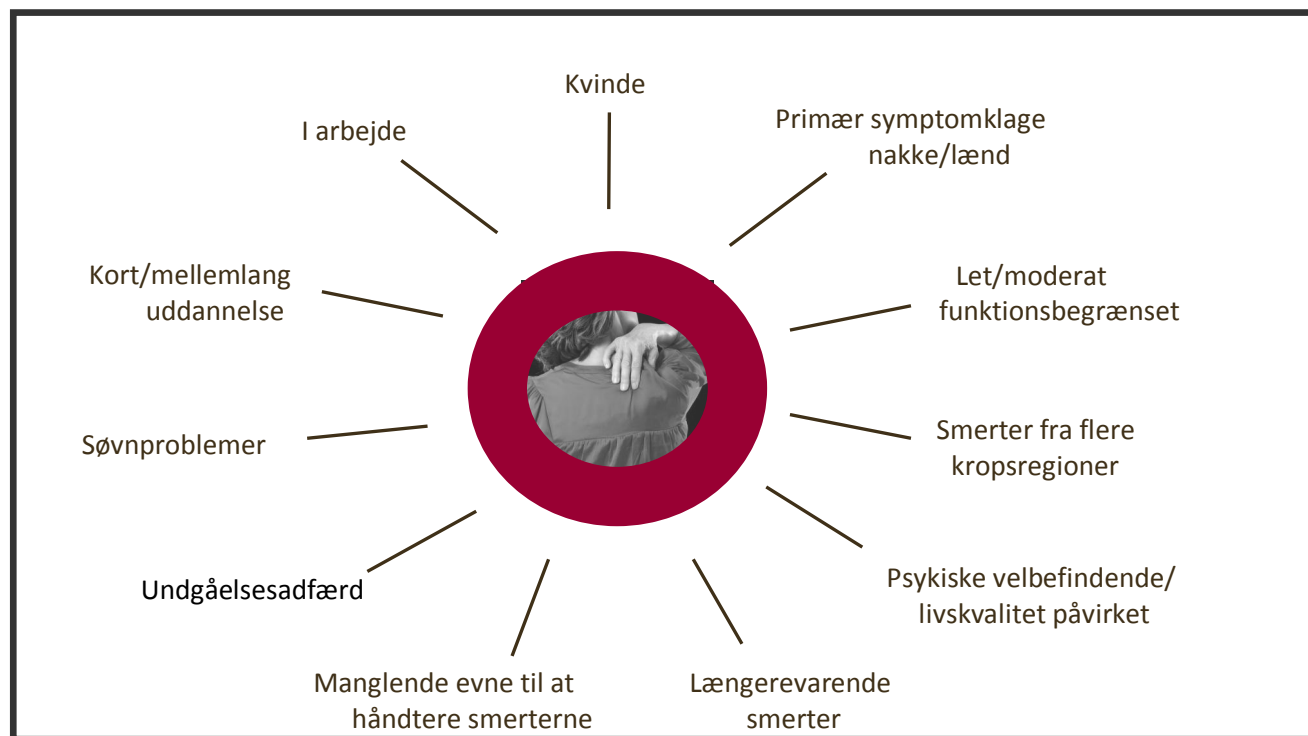 Kvinde
Primær symptomklage
nakke/lænd
Let/moderat
funktionsbegrænset
Smerter fra flere
kropsregioner
Psykiske velbefindende/
livskvalitet påvirket
Længerevarende
smerter
Manglende evne til at
håndtere smerterne
Undgåelsesadfærd
Søvnproblemer
Kort/mellemlang
uddannelse
I arbejde